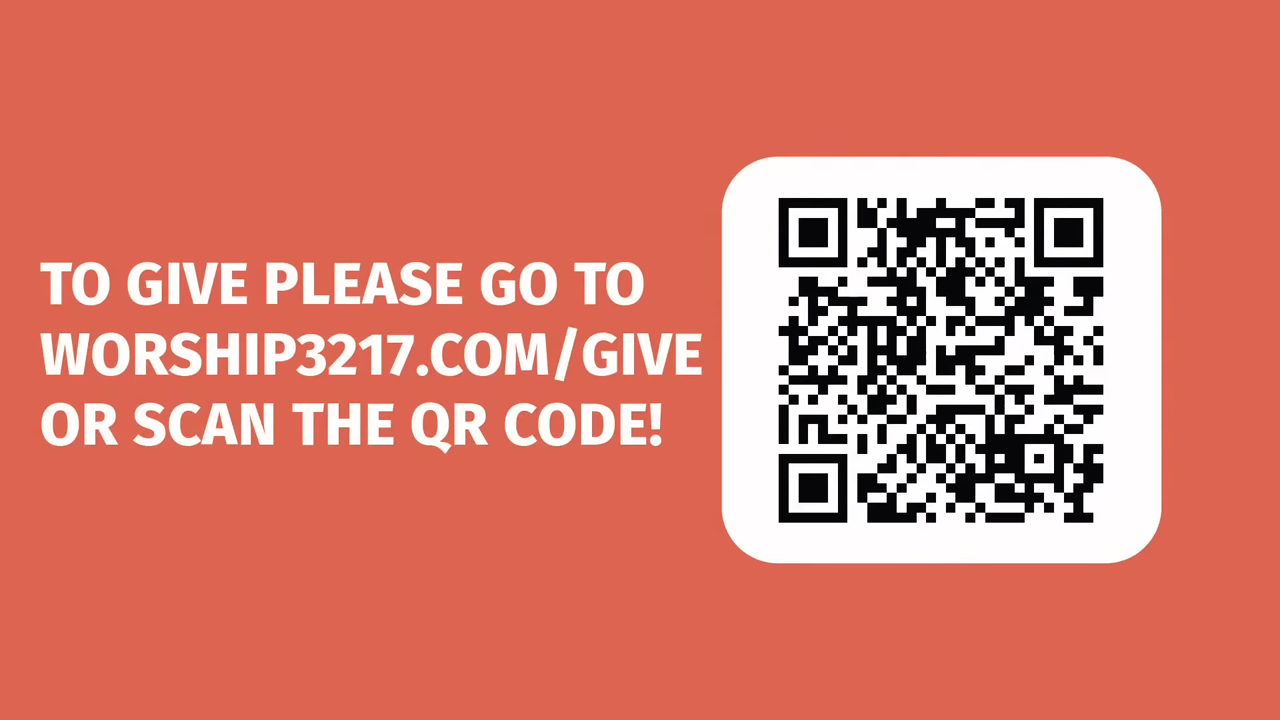 TO GIVE PLEASE GO TO
WORSHIP3217.COM/GIVE
OR SCAN THE QR CODE!